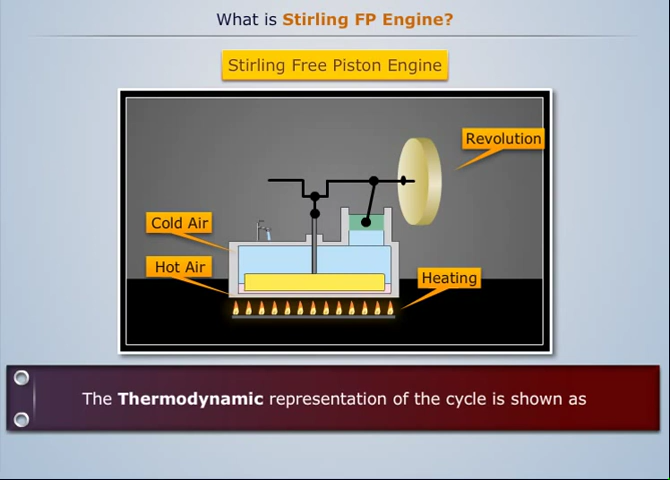 What is Stirling FP Engine?
Stirling Free Piston Engine
Revolution
Cold Air
Hot Air
Heating
The Thermodynamic representation of the cycle is shown as